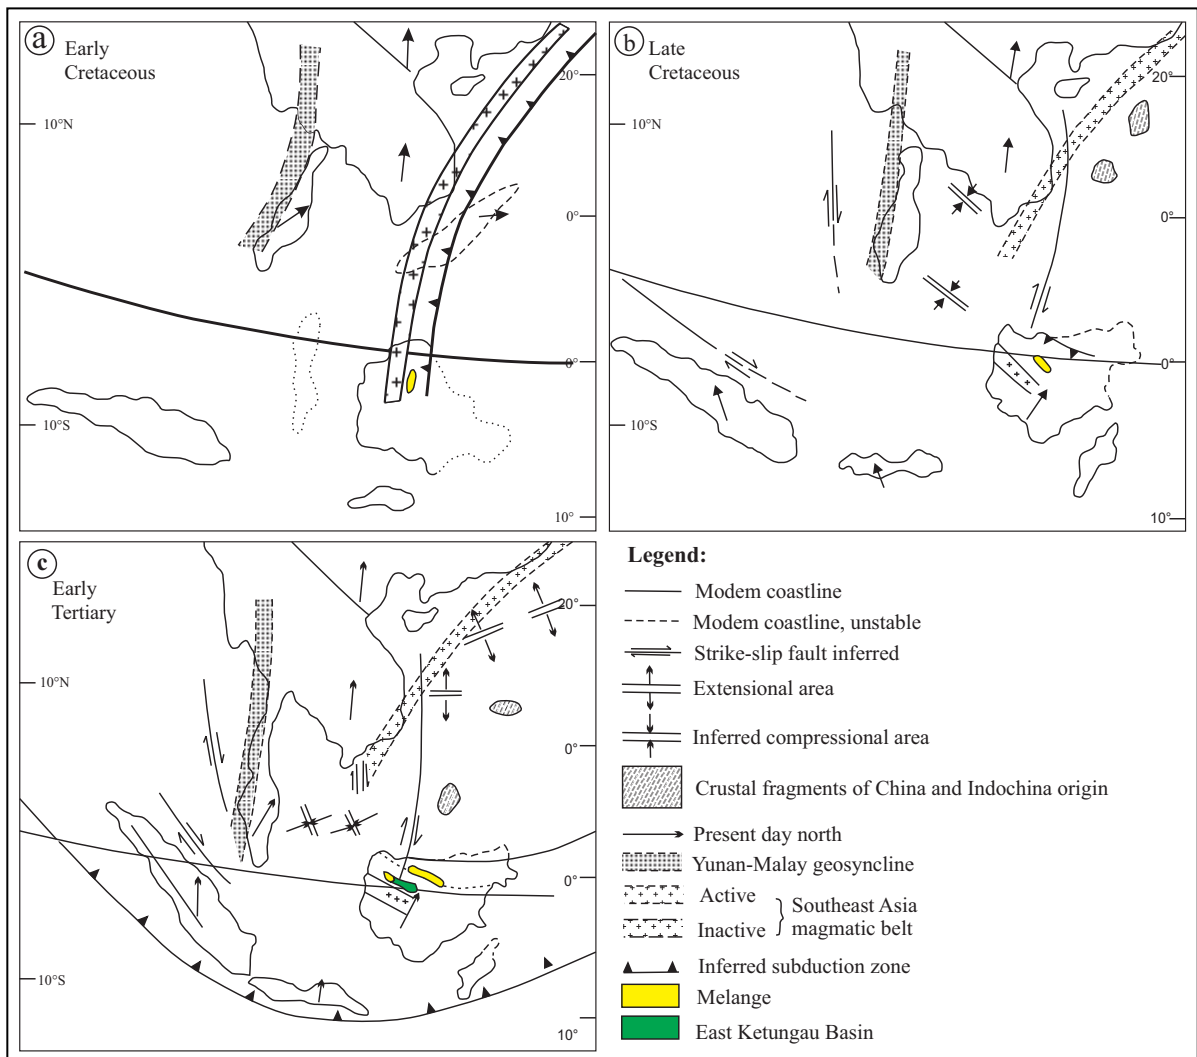 a
Early
Cretaceous
20°
10°N
0°
0°
10°S
10°
b
Late
Cretaceous
20°
10°N
0°
0°
10°S
10°
c
Early
Tertiary
20°
10°N
0°
0°
10°S
10°
Legend:
Modem coastline
Modem coastline, unstable
Strike-slip fault inferred
Extensional area
Inferred compressional area
Crustal fragments of China and Indochina origin
Present day north
Yunan-Malay geosyncline
Active
Inactive
Southeast Asia
magmatic belt
Inferred subduction zone
Melange
East Ketungau Basin